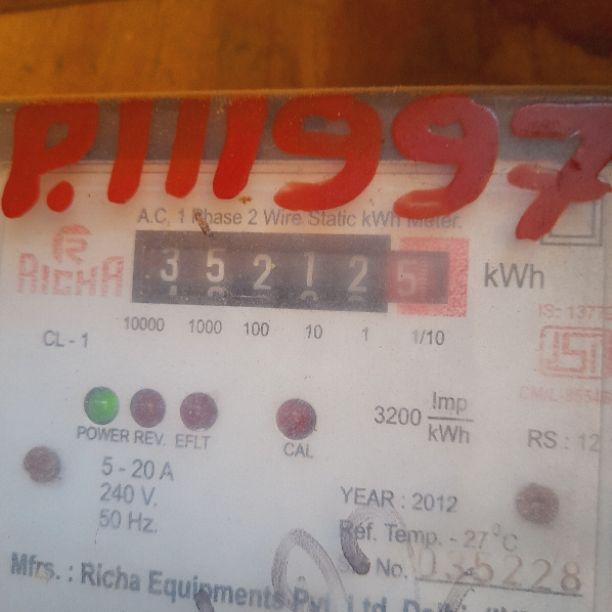 P.111997
A.C. 1 Phase 2 Wire Static kWh Meter.
RICHA
3 5 2 1 2 5 kWh
10000 1000 100 10 1 1/10
CL - 1
ISI
3200 Imp
kWh
POWER REV. EFLT
CAL
RS : 12
5 - 20 A
240 V.
50 Hz.
YEAR : 2012
Ref. Temp. - 27°C
No. 035228
Mfrs. : Richa Equipments Pvt. Ltd.